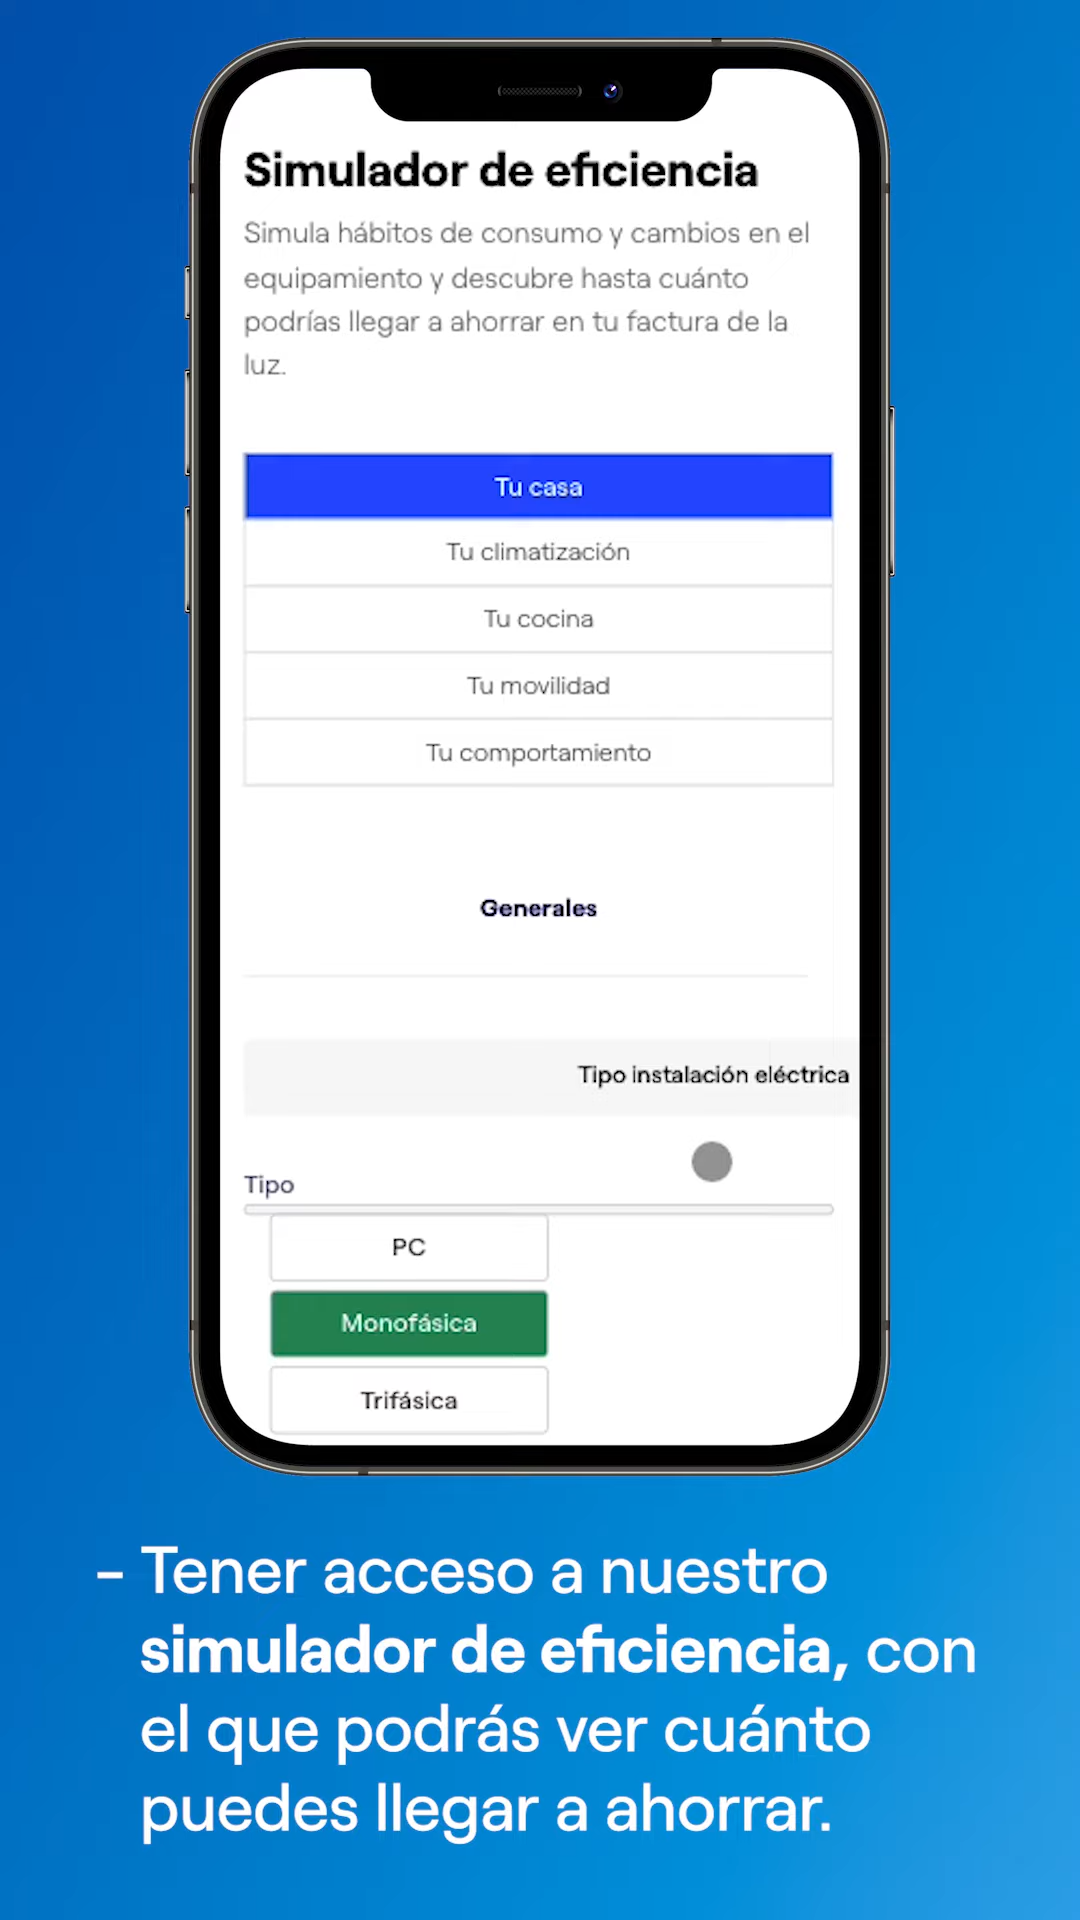 Simulador de eficiencia
Simula hábitos de consumo y cambios en el
equipamiento y descubre hasta cuánto
podrías llegar a ahorrar en tu factura de la
luz.
Tu casa
Tu climatización
Tu cocina
Tu movilidad
Tu comportamiento
Generales
Tipo instalación eléctrica
Tipo
PC
Monofásica
Trifásica
- Tener acceso a nuestro
simulador de eficiencia, con
el que podrás ver cuánto
puedes llegar a ahorrar.